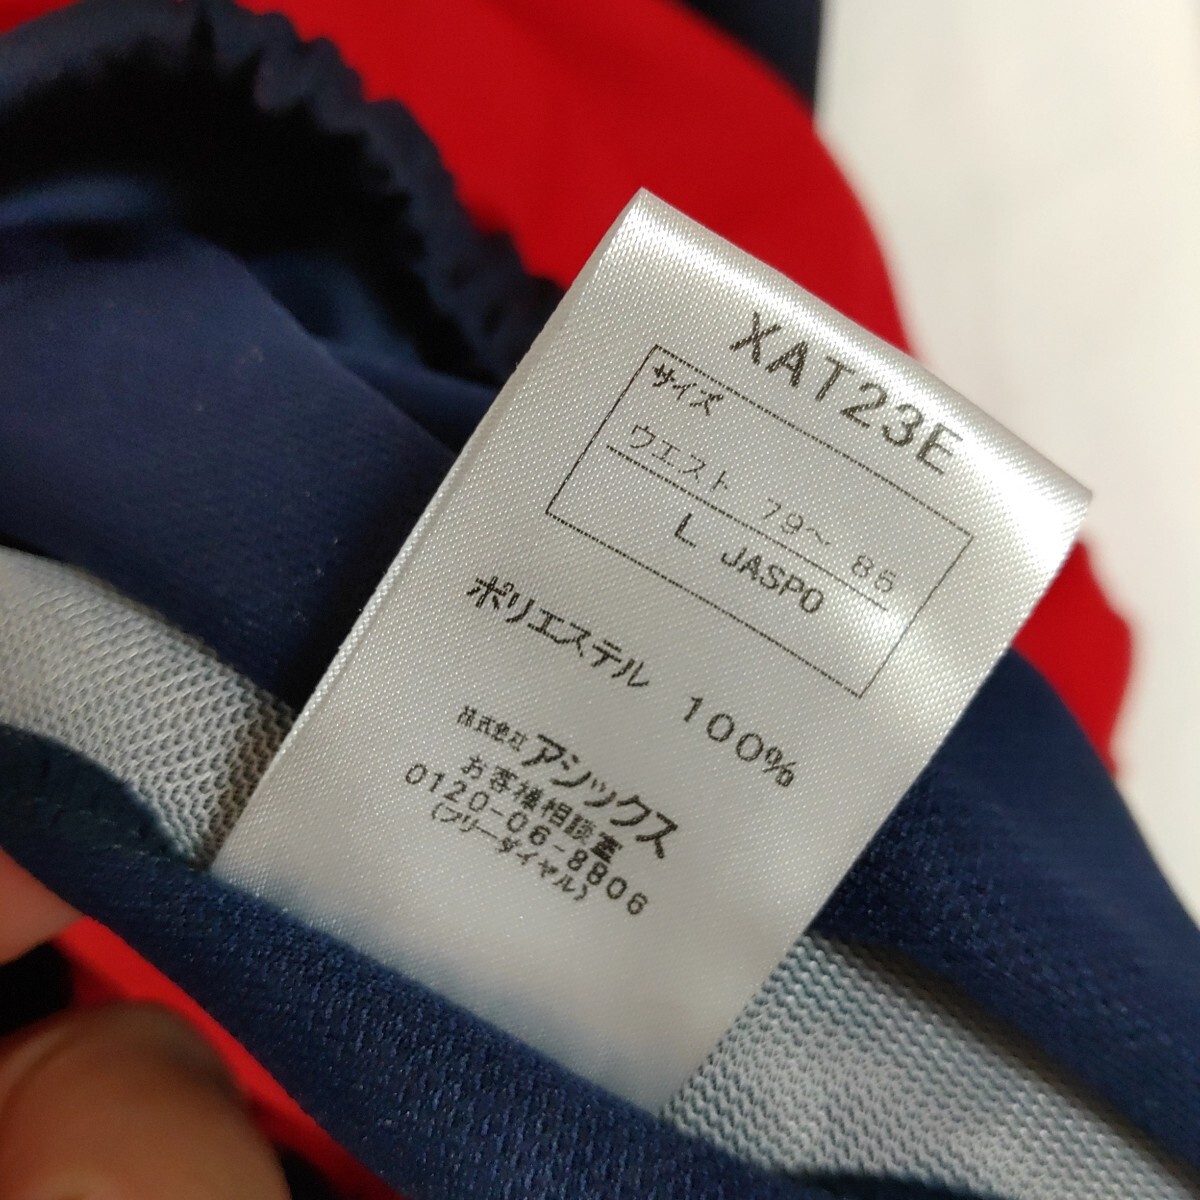 XAT23E
サイズ
ウエスト 79～ 86
L JASPO
ポリエステル 100%
株式会社 アシックス
お客様相談室
0120-06-8806
(フリーダイヤル)